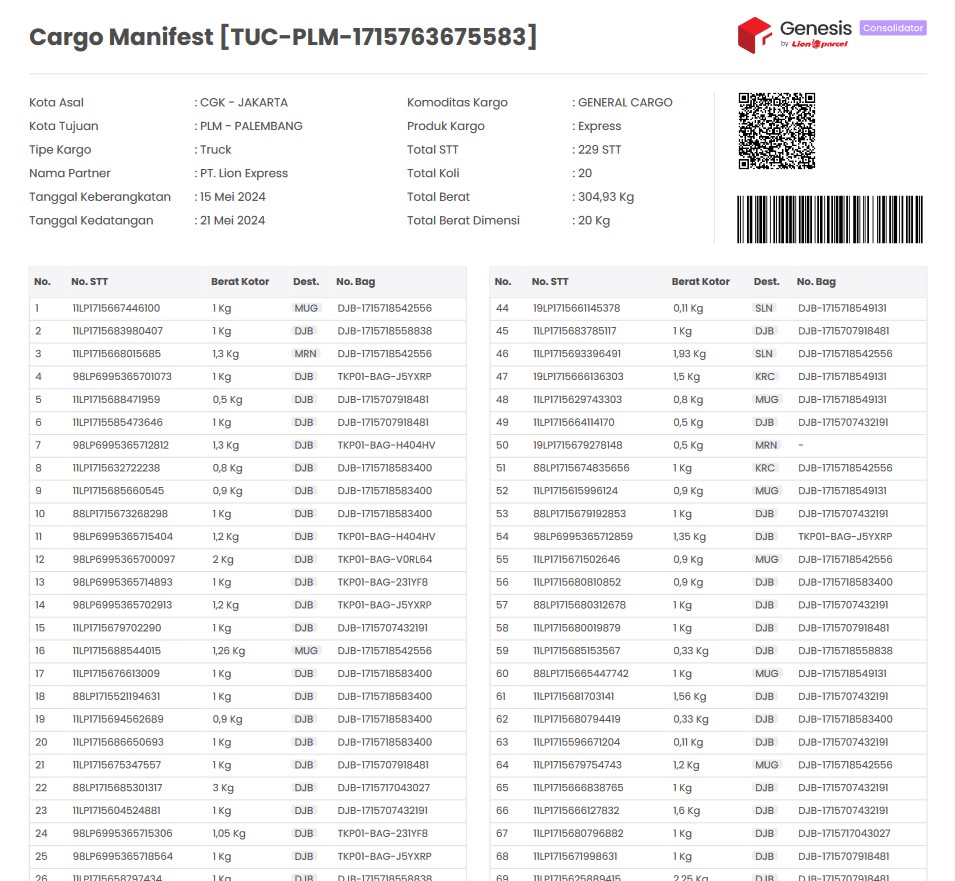 Cargo Manifest [TUC-PLM-1715763675583]
Genesis
by Lion parcel
Consolidator
Kota Asal : CGK - JAKARTA
Kota Tujuan : PLM - PALEMBANG
Tipe Kargo : Truck
Nama Partner : PT. Lion Express
Tanggal Keberangkatan : 15 Mei 2024
Tanggal Kedatangan : 21 Mei 2024
Komoditas Kargo : GENERAL CARGO
Produk Kargo : Express
Total STT : 229 STT
Total Koli : 20
Total Berat : 304,93 Kg
Total Berat Dimensi : 20 Kg
No. No. STT Berat Kotor Dest. No. Bag
1 11LP1715667446100 1 Kg MUG DJB-1715718542556
2 11LP1715683980407 1 Kg DJB DJB-1715718558838
3 11LP1715668015685 1,3 Kg MRN DJB-1715718542556
4 98LP6995365701073 1 Kg DJB TKP01-BAG-J5YXRP
5 11LP1715688471959 0,5 Kg DJB DJB-1715707918481
6 11LP1715585473646 1 Kg DJB DJB-1715707918481
7 98LP6995365712812 1,3 Kg DJB TKP01-BAG-H404HV
8 11LP1715632722238 0,8 Kg DJB DJB-1715718583400
9 11LP1715685660545 0,9 Kg DJB DJB-1715718583400
10 88LP1715673268298 1 Kg DJB DJB-1715718583400
11 98LP6995365715404 1,2 Kg DJB TKP01-BAG-H404HV
12 98LP6995365700097 2 Kg DJB TKP01-BAG-V0RL64
13 98LP6995365714893 1 Kg DJB TKP01-BAG-231YF8
14 98LP6995365702913 1,2 Kg DJB TKP01-BAG-J5YXRP
15 11LP1715679702290 1 Kg DJB DJB-1715707432191
16 11LP1715688544015 1,26 Kg MUG DJB-1715718542556
17 11LP1715676613009 1 Kg DJB DJB-1715718583400
18 88LP1715521194631 1 Kg DJB DJB-1715718583400
19 11LP1715694562689 0,9 Kg DJB DJB-1715718583400
20 11LP1715686650693 1 Kg DJB DJB-1715718583400
21 11LP1715675347557 1 Kg DJB DJB-1715707918481
22 88LP1715685301317 3 Kg DJB DJB-1715717043027
23 11LP1715604524881 1 Kg DJB DJB-1715707432191
24 98LP6995365715306 1,05 Kg DJB TKP01-BAG-231YF8
25 98LP6995365718564 1 Kg DJB TKP01-BAG-J5YXRP
26 11LP1715658797434 1 Kg DJB DJB-1715718558838
No. No. STT Berat Kotor Dest. No. Bag
44 19LP1715661145378 0,11 Kg SLN DJB-1715718549131
45 11LP1715683785117 1 Kg DJB DJB-1715707918481
46 11LP1715693396491 1,93 Kg SLN DJB-1715718542556
47 19LP1715666136303 1,5 Kg KRC DJB-1715718549131
48 11LP1715629743303 0,8 Kg MUG DJB-1715718549131
49 11LP1715664114170 0,5 Kg DJB DJB-1715707432191
50 19LP1715679278148 0,5 Kg MRN -
51 88LP1715674835656 1 Kg KRC DJB-1715718542556
52 11LP1715615996124 0,9 Kg MUG DJB-1715718549131
53 88LP1715679192853 1 Kg DJB DJB-1715707432191
54 98LP6995365712859 1,35 Kg DJB TKP01-BAG-J5YXRP
55 11LP1715671502646 0,9 Kg MUG DJB-1715718542556
56 11LP1715680810852 0,9 Kg DJB DJB-1715718583400
57 88LP1715680312678 1 Kg DJB DJB-1715707432191
58 11LP1715680019879 1 Kg DJB DJB-1715707918481
59 11LP1715685153567 0,33 Kg DJB DJB-1715718558838
60 88LP1715665447742 1 Kg MUG DJB-1715718549131
61 11LP1715681703141 1,56 Kg DJB DJB-1715707432191
62 11LP1715680794419 0,33 Kg DJB DJB-1715718583400
63 11LP1715596671204 0,11 Kg DJB DJB-1715707432191
64 11LP1715679754743 1,2 Kg MUG DJB-1715718542556
65 11LP1715666838765 1 Kg DJB DJB-1715707432191
66 11LP1715666127832 1,6 Kg DJB DJB-1715707432191
67 11LP1715680796882 1 Kg DJB DJB-1715717043027
68 11LP1715671998631 1 Kg DJB DJB-1715707918481
69 11LP1715625889415 2,25 Kg DJB DJB-1715707918481